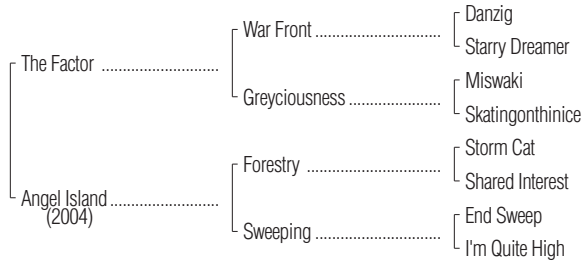 Danzig
War Front
Starry Dreamer
The Factor
Miswaki
Greyciousness
Skatingonthinice
Storm Cat
Forestry
Shared Interest
Angel Island
(2004)
End Sweep
Sweeping
I'm Quite High